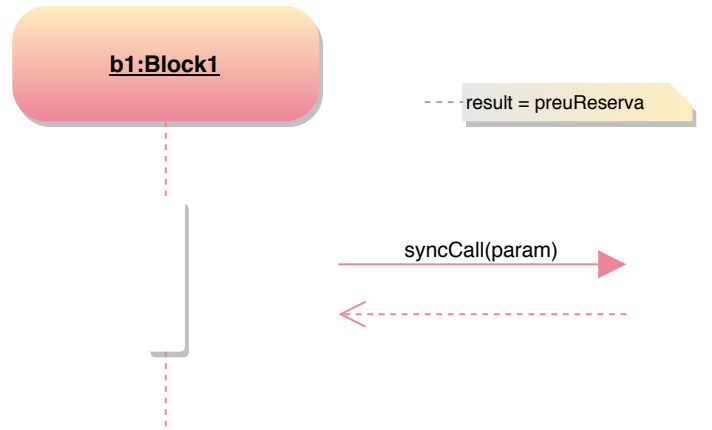 b1:Block1
result = preuReserva
syncCall(param)